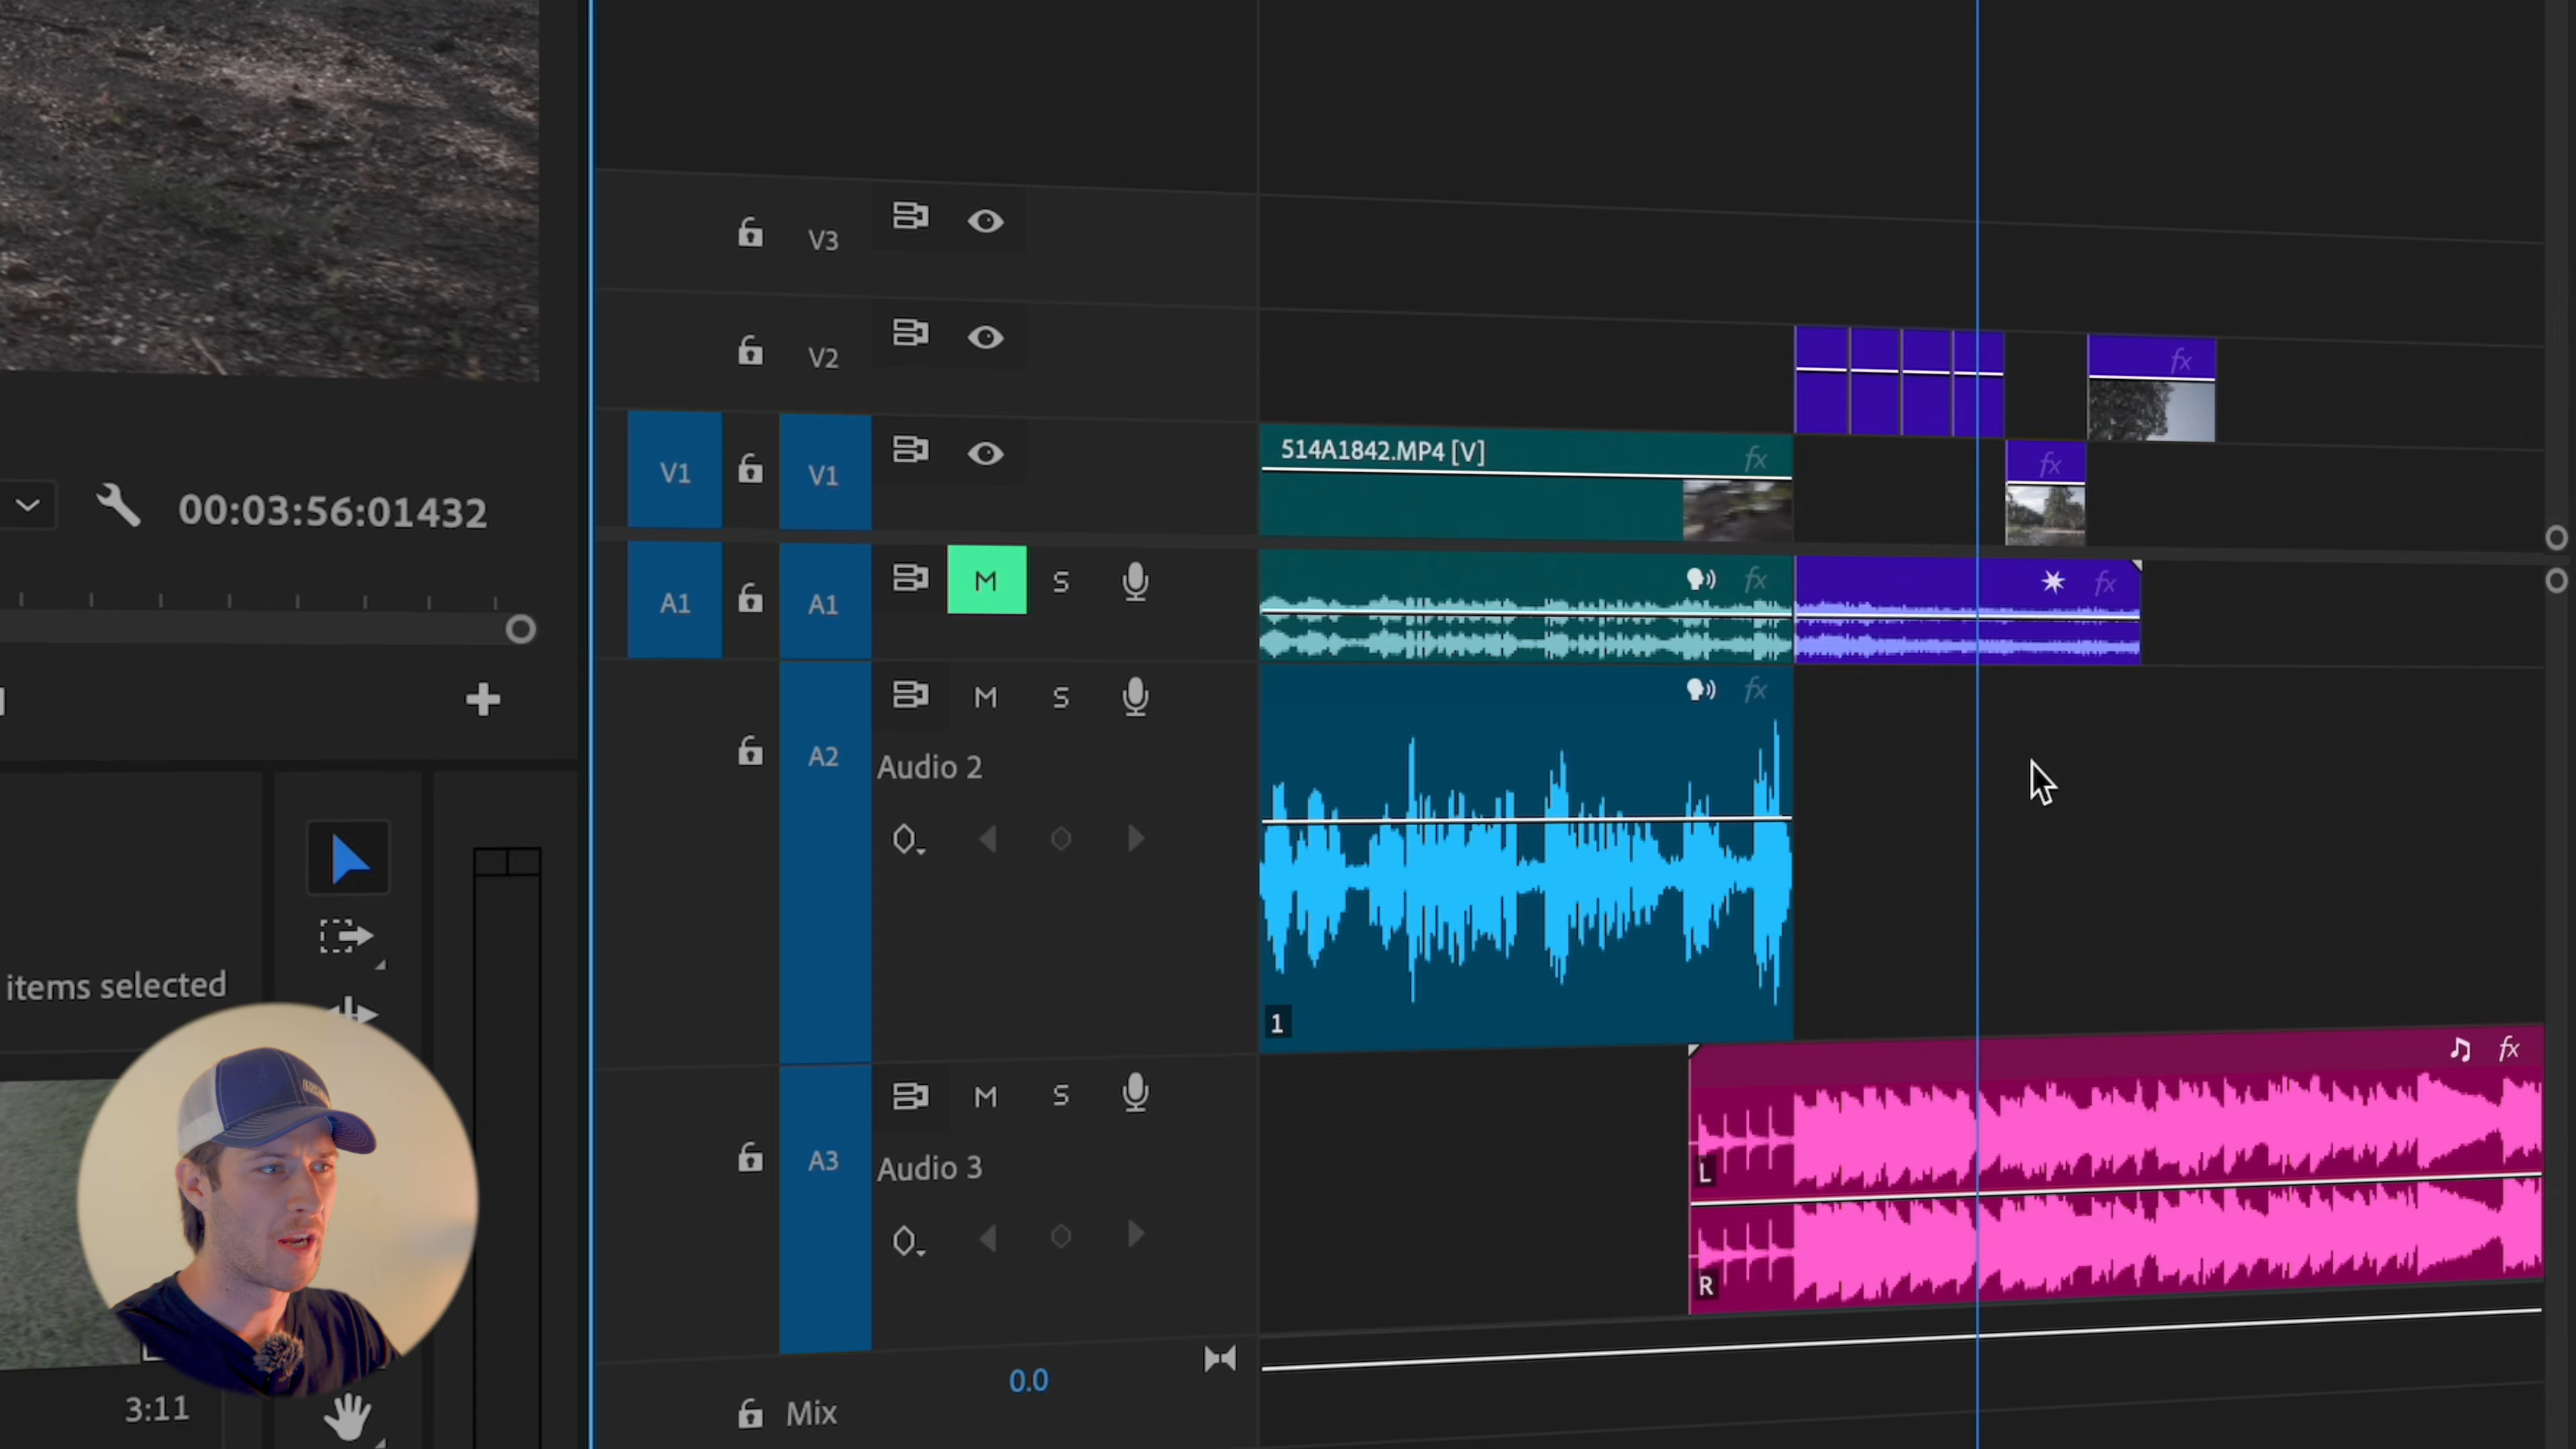 V3
V2
514A1842.MP4 [V]
fx
fx
V1
V1
fx
00:03:56:01432
A1
A1
M
S
fx
fx
M
S
fx
A2
Audio 2
items selected
1
M
S
fx
A3
Audio 3
L
R
0.0
3:11
Mix